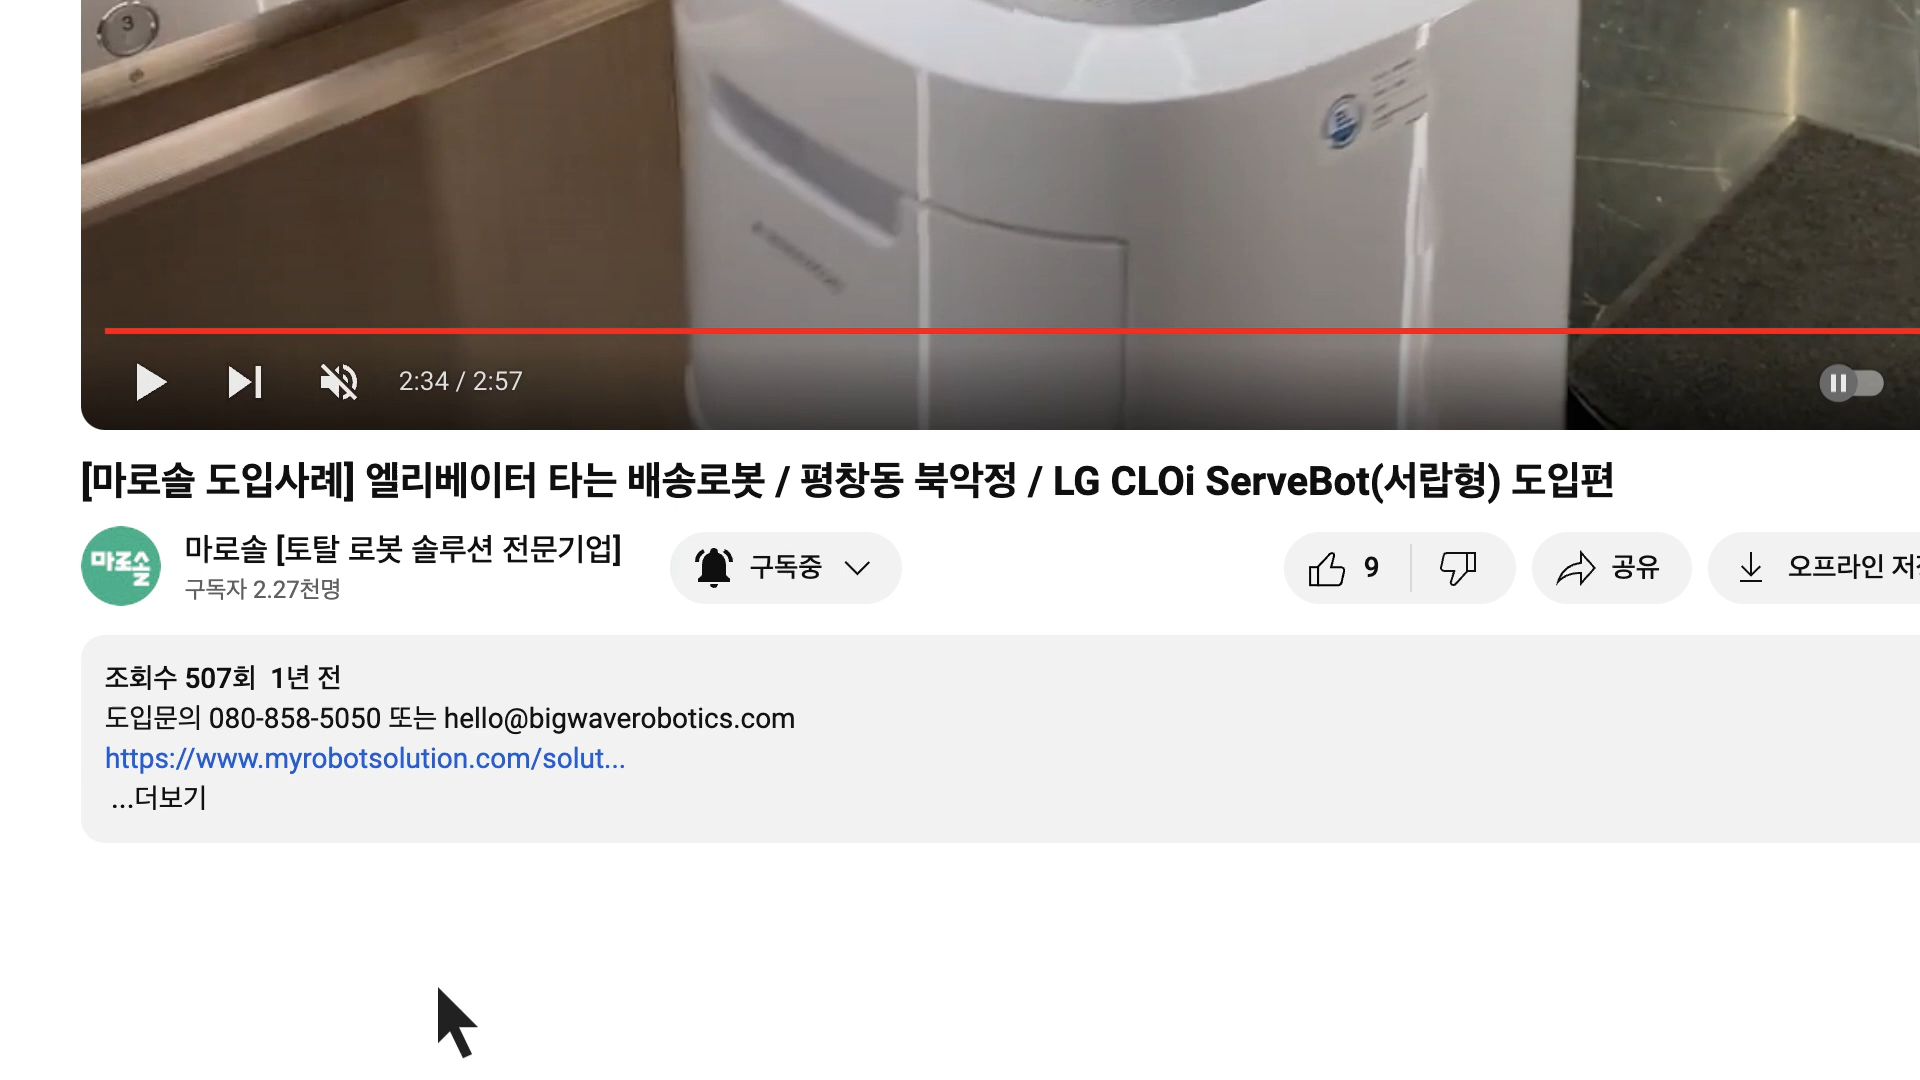 3
2:34 / 2:57
[마로솔 도입사례] 엘리베이터 타는 배송로봇 / 평창동 북악정 / LG CLOi ServeBot(서랍형) 도입편
마로솔
마로솔 [토탈 로봇 솔루션 전문기업]
구독자 2.27천명
구독중
9
공유
오프라인
조회수 507회 1년 전
도입문의 080-858-5050 또는 hello@bigwaverobotics.com
https://www.myrobotsolution.com/solut...
...더보기